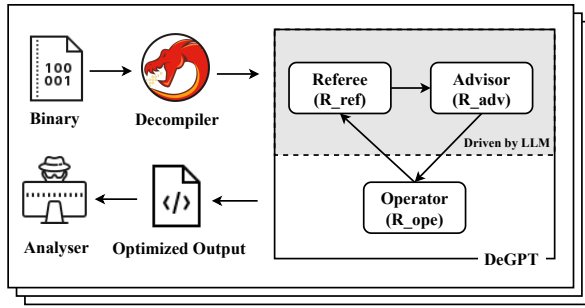 100
001
Binary
Decompiler
Referee
(R_ref)
Advisor
(R_adv)
Driven by LLM
Operator
(R_ope)
DeGPT
</>
Analyser
Optimized Output